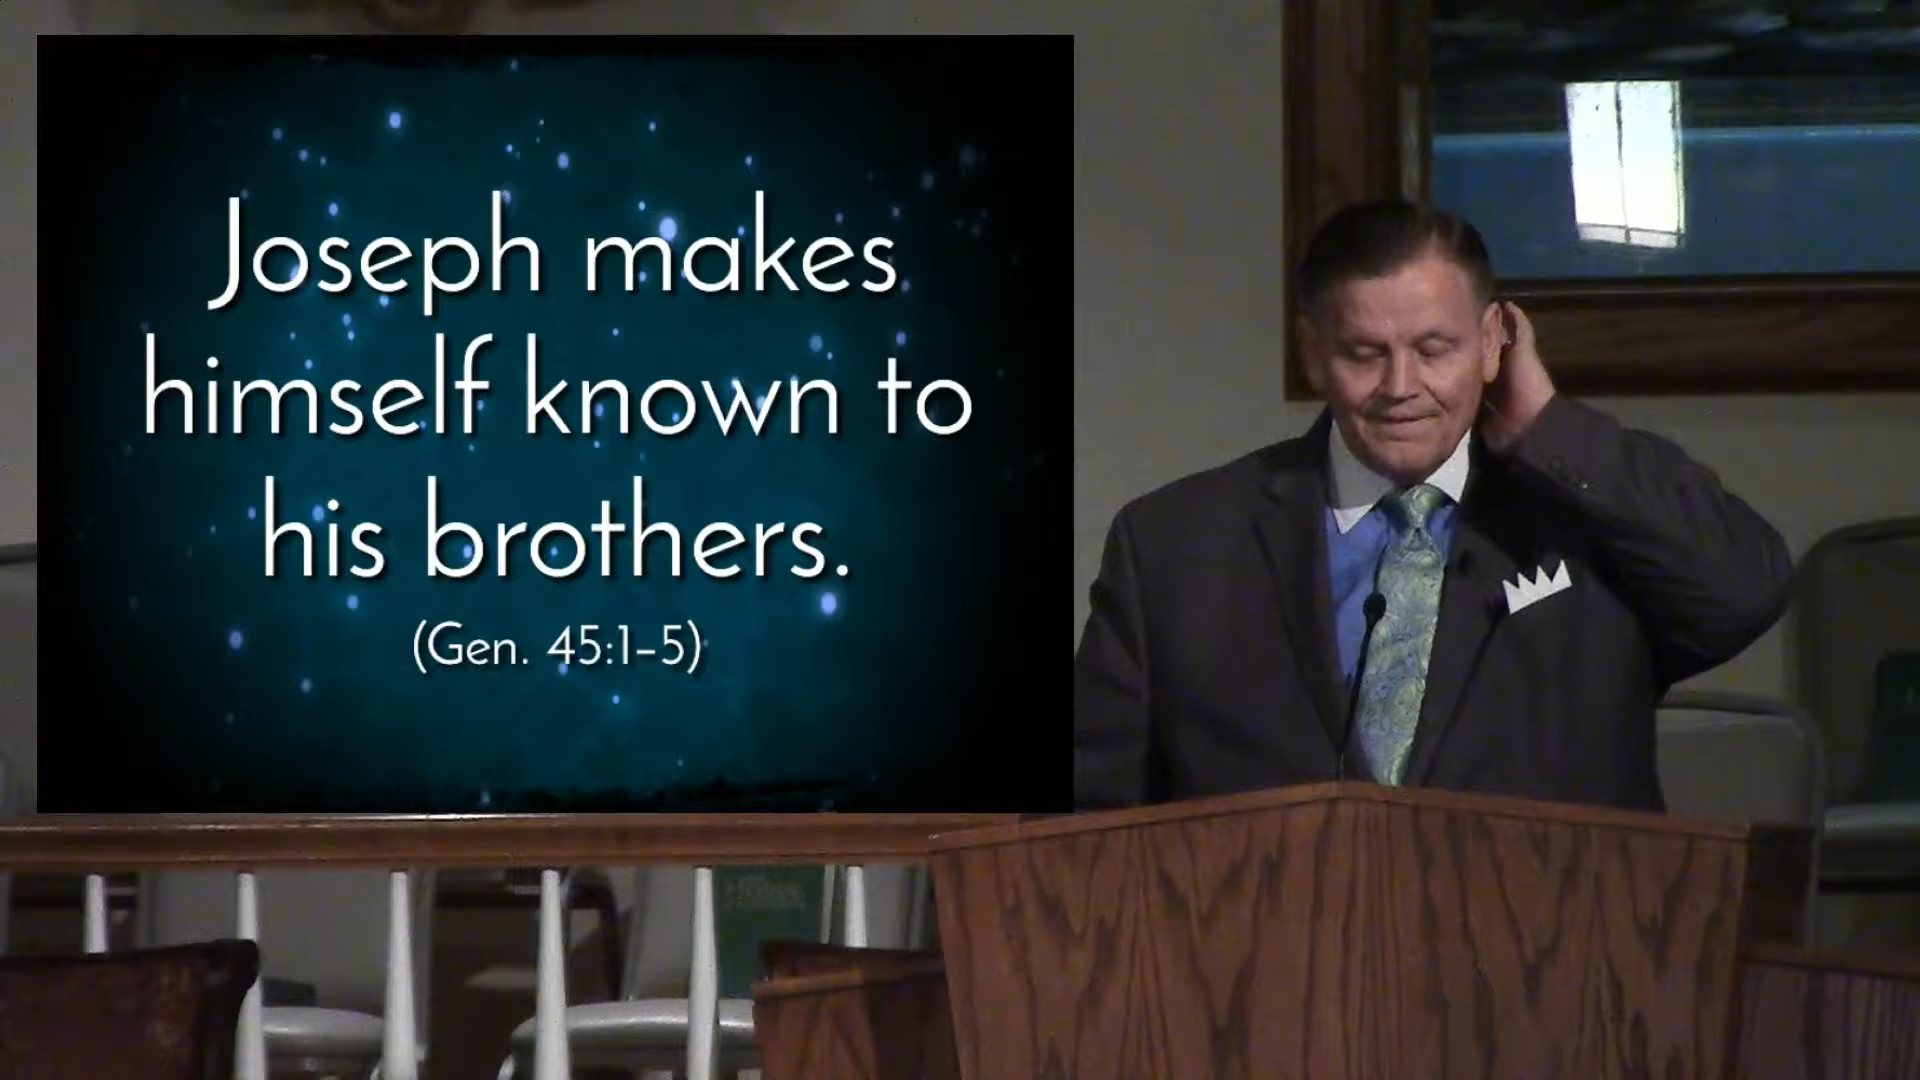 Joseph makes
himself known to
his brothers.
(Gen. 45:1–5)